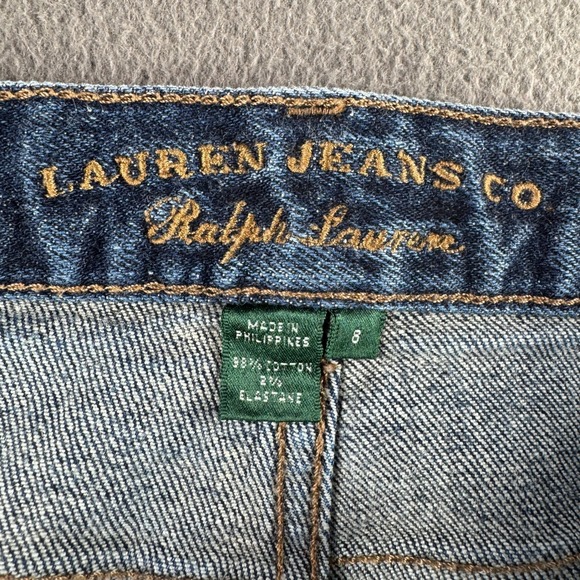 LAUREN JEANS CO.
Ralph Lauren
MADE IN
PHILIPPINES
98% COTTON
2%
ELASTANE
8